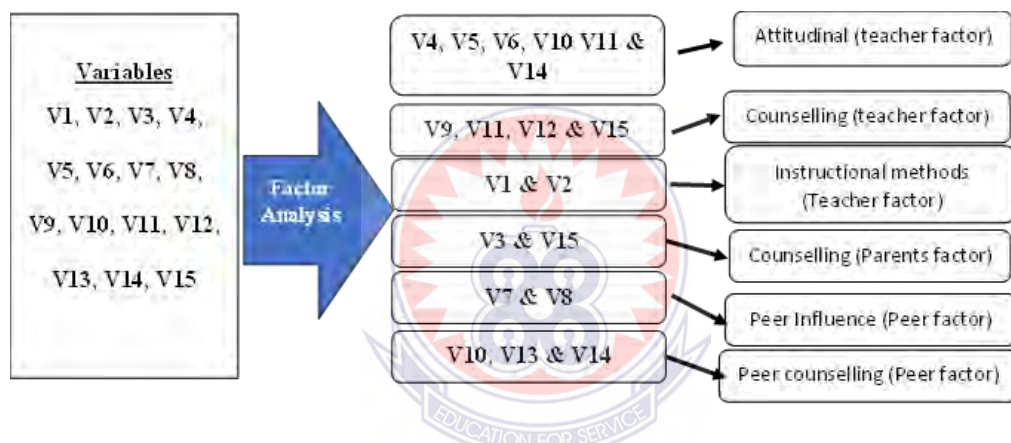 Variables
V1, V2, V3, V4,
V5, V6, V7, V8,
V9, V10, V11, V12,
V13, V14, V15
Factor
Analysis
V4, V5, V6, V10 V11 &
V14
V9, V11, V12 & V15
V1 & V2
V3 & V15
V7 & V8
V10, V13 & V14
Attitudinal (teacher factor)
Counselling (teacher factor)
Instructional methods
(Teacher factor)
Counselling (Parents factor)
Peer Influence (Peer factor)
Peer counselling (Peer factor)
EDUCATION FOR SERVICE